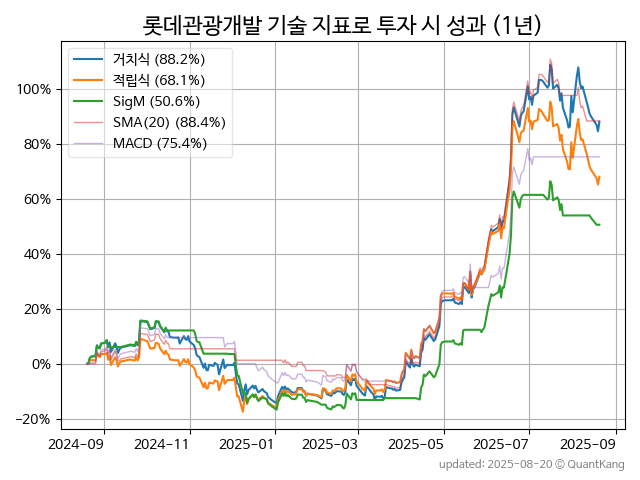 롯데관광개발 기술 지표로 투자 시 성과 (1년)
거치식 (88.2%)
적립식 (68.1%)
SigM (50.6%)
SMA(20) (88.4%)
MACD (75.4%)
100%
80%
60%
40%
20%
0%
−20%
2024-09 2024-11 2025-01 2025-03 2025-05 2025-07 2025-09
updated: 2025-08-20 © QuantKang